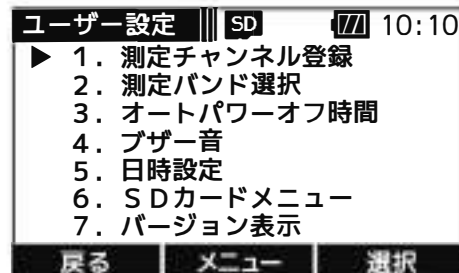 ユーザー設定 SD 10:10
▶ 1. 測定チャンネル登録
2. 測定バンド選択
3. オートパワーオフ時間
4. ブザー音
5. 日時設定
6. SDカードメニュー
7. バージョン表示
戻る メニュー 選択